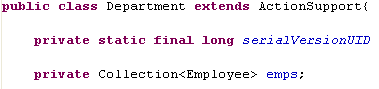 public class Department extends ActionSupport{
private static final long serialVersionUID
private Collection<Employee> emps;